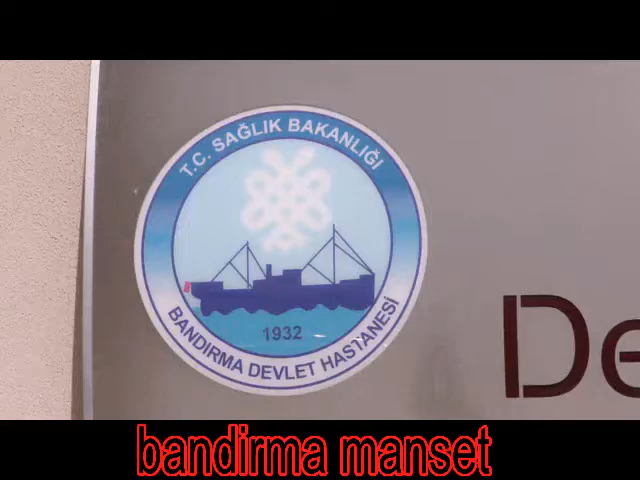 T.C. SAĞLIK BAKANLIĞI
1932
BANDIRMA DEVLET HASTANESİ
De
bandirma manset